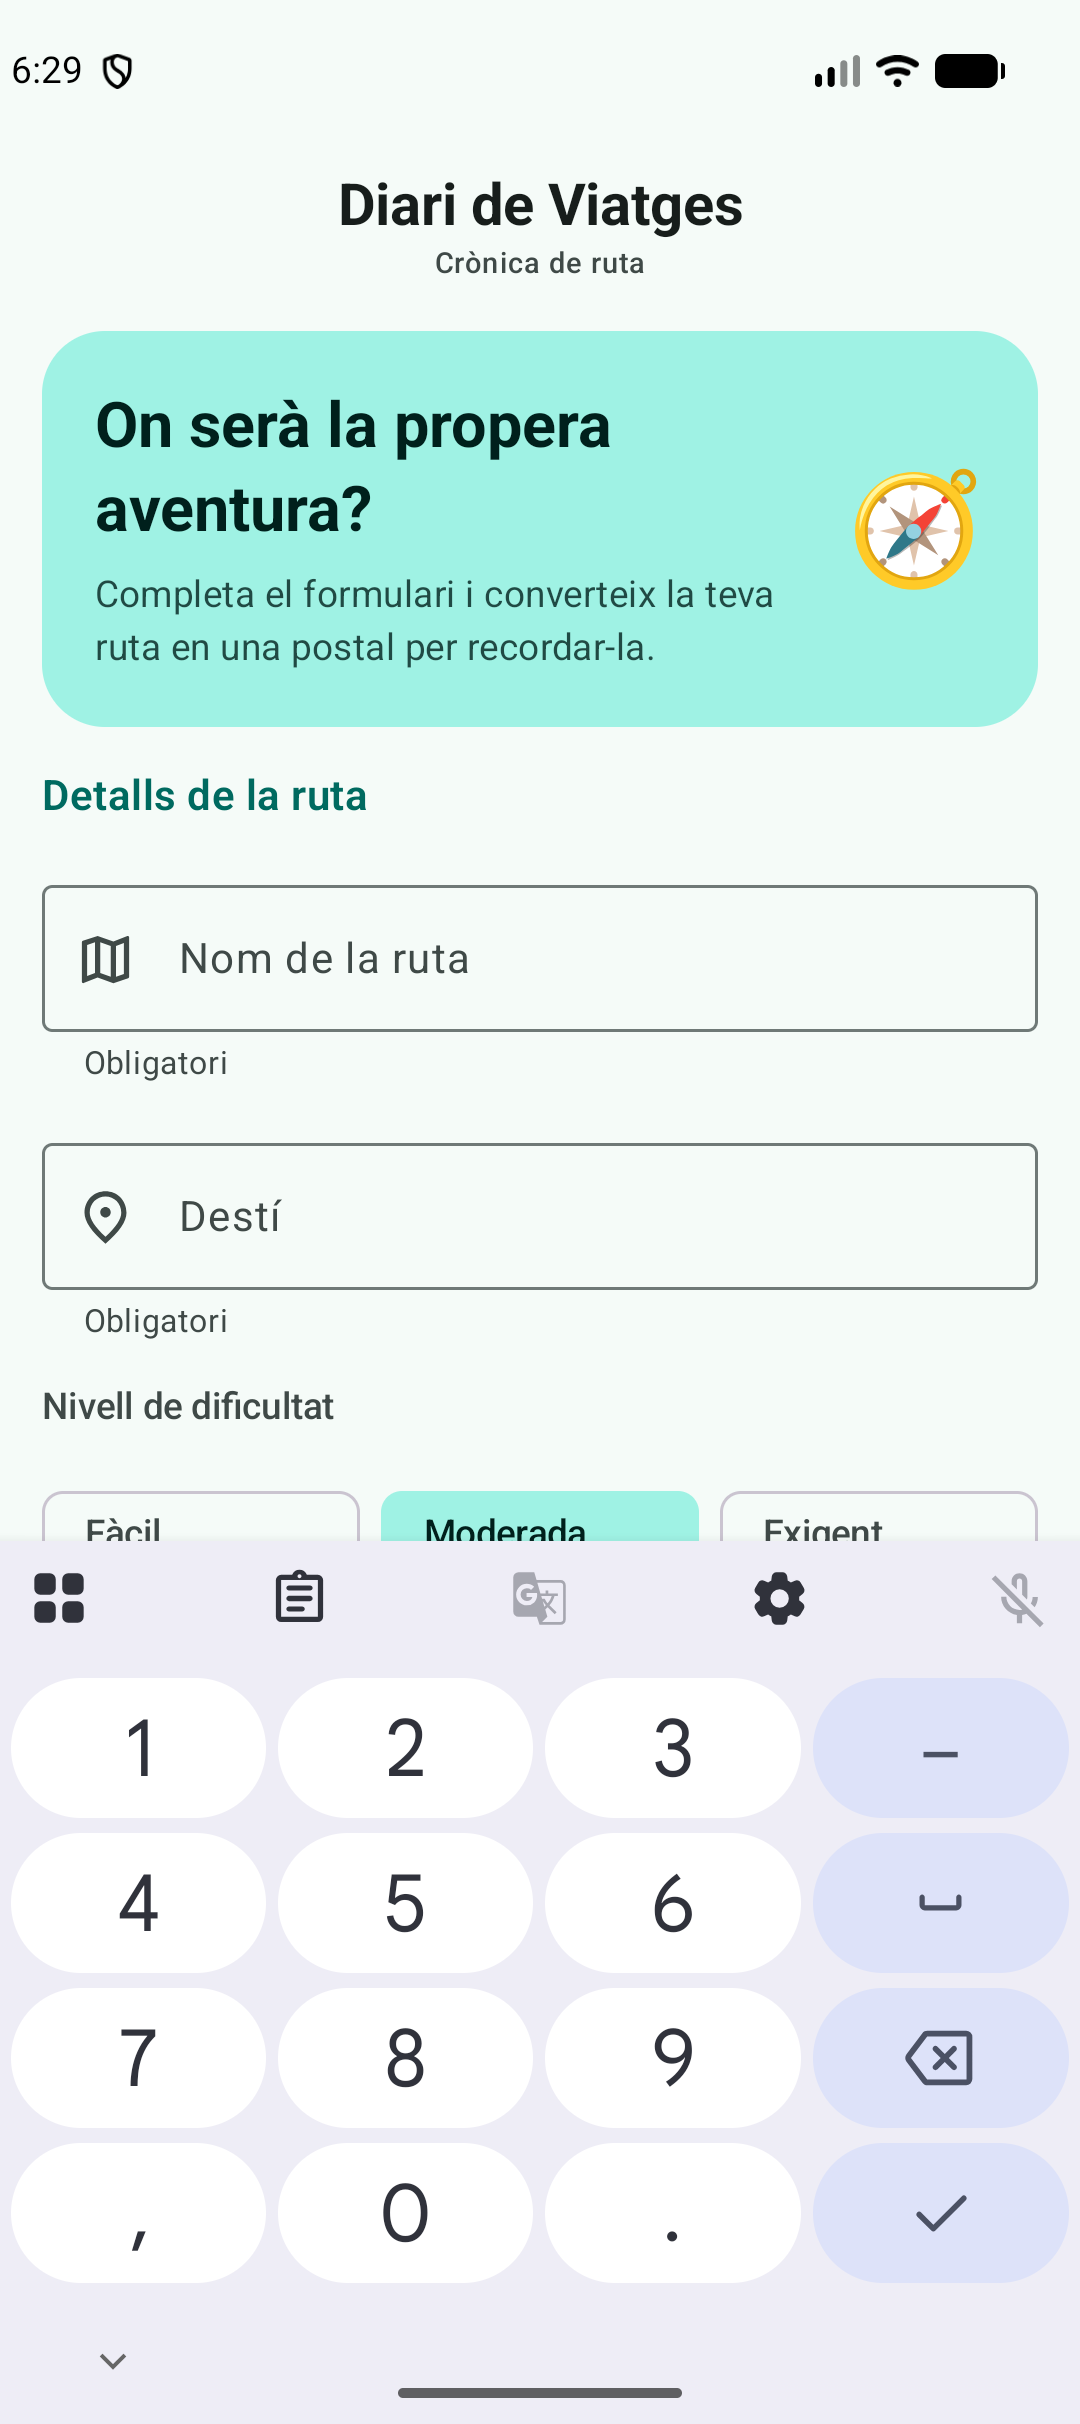 6:29
Diari de Viatges
Crònica de ruta
On serà la propera
aventura?
Completa el formulari i converteix la teva
ruta en una postal per recordar-la.
Detalls de la ruta
Nom de la ruta
Obligatori
Destí
Obligatori
Nivell de dificultat
Fàcil Moderada Exigent
1 2 3 –
4 5 6
7 8 9
, 0 .